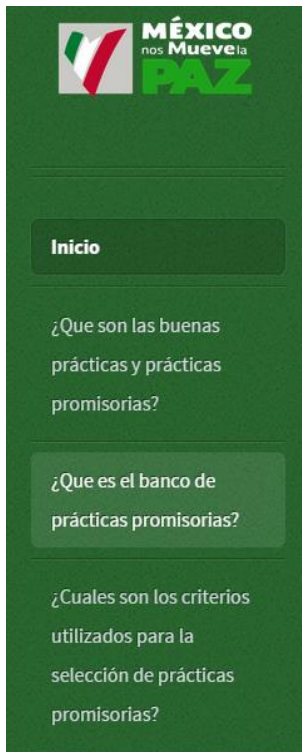 MÉXICO
nos Mueve la
PAZ
Inicio
¿Que son las buenas
prácticas y prácticas
promisorias?
¿Que es el banco de
prácticas promisorias?
¿Cuales son los criterios
utilizados para la
selección de prácticas
promisorias?